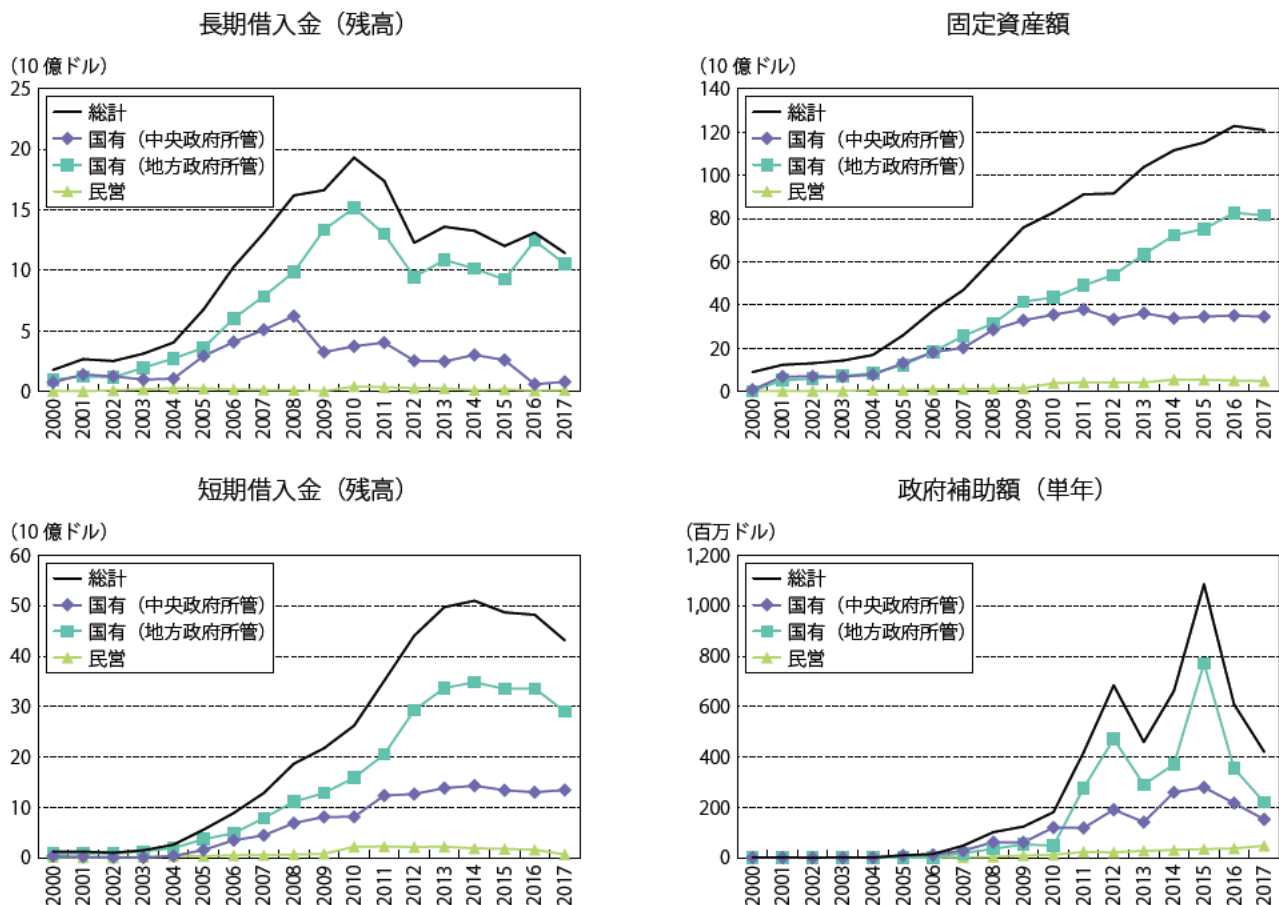 長期借入金（残高）
（10 億ドル）
25
20
15
10
5
0
総計
国有（中央政府所管）
国有（地方政府所管）
民営
2000 2001 2002 2003 2004 2005 2006 2007 2008 2009 2010 2011 2012 2013 2014 2015 2016 2017
固定資産額
（10 億ドル）
140
120
100
80
60
40
20
0
総計
国有（中央政府所管）
国有（地方政府所管）
民営
2000 2001 2002 2003 2004 2005 2006 2007 2008 2009 2010 2011 2012 2013 2014 2015 2016 2017
短期借入金（残高）
（10 億ドル）
60
50
40
30
20
10
0
総計
国有（中央政府所管）
国有（地方政府所管）
民営
2000 2001 2002 2003 2004 2005 2006 2007 2008 2009 2010 2011 2012 2013 2014 2015 2016 2017
政府補助額（単年）
（百万ドル）
1,200
1,000
800
600
400
200
0
総計
国有（中央政府所管）
国有（地方政府所管）
民営
2000 2001 2002 2003 2004 2005 2006 2007 2008 2009 2010 2011 2012 2013 2014 2015 2016 2017